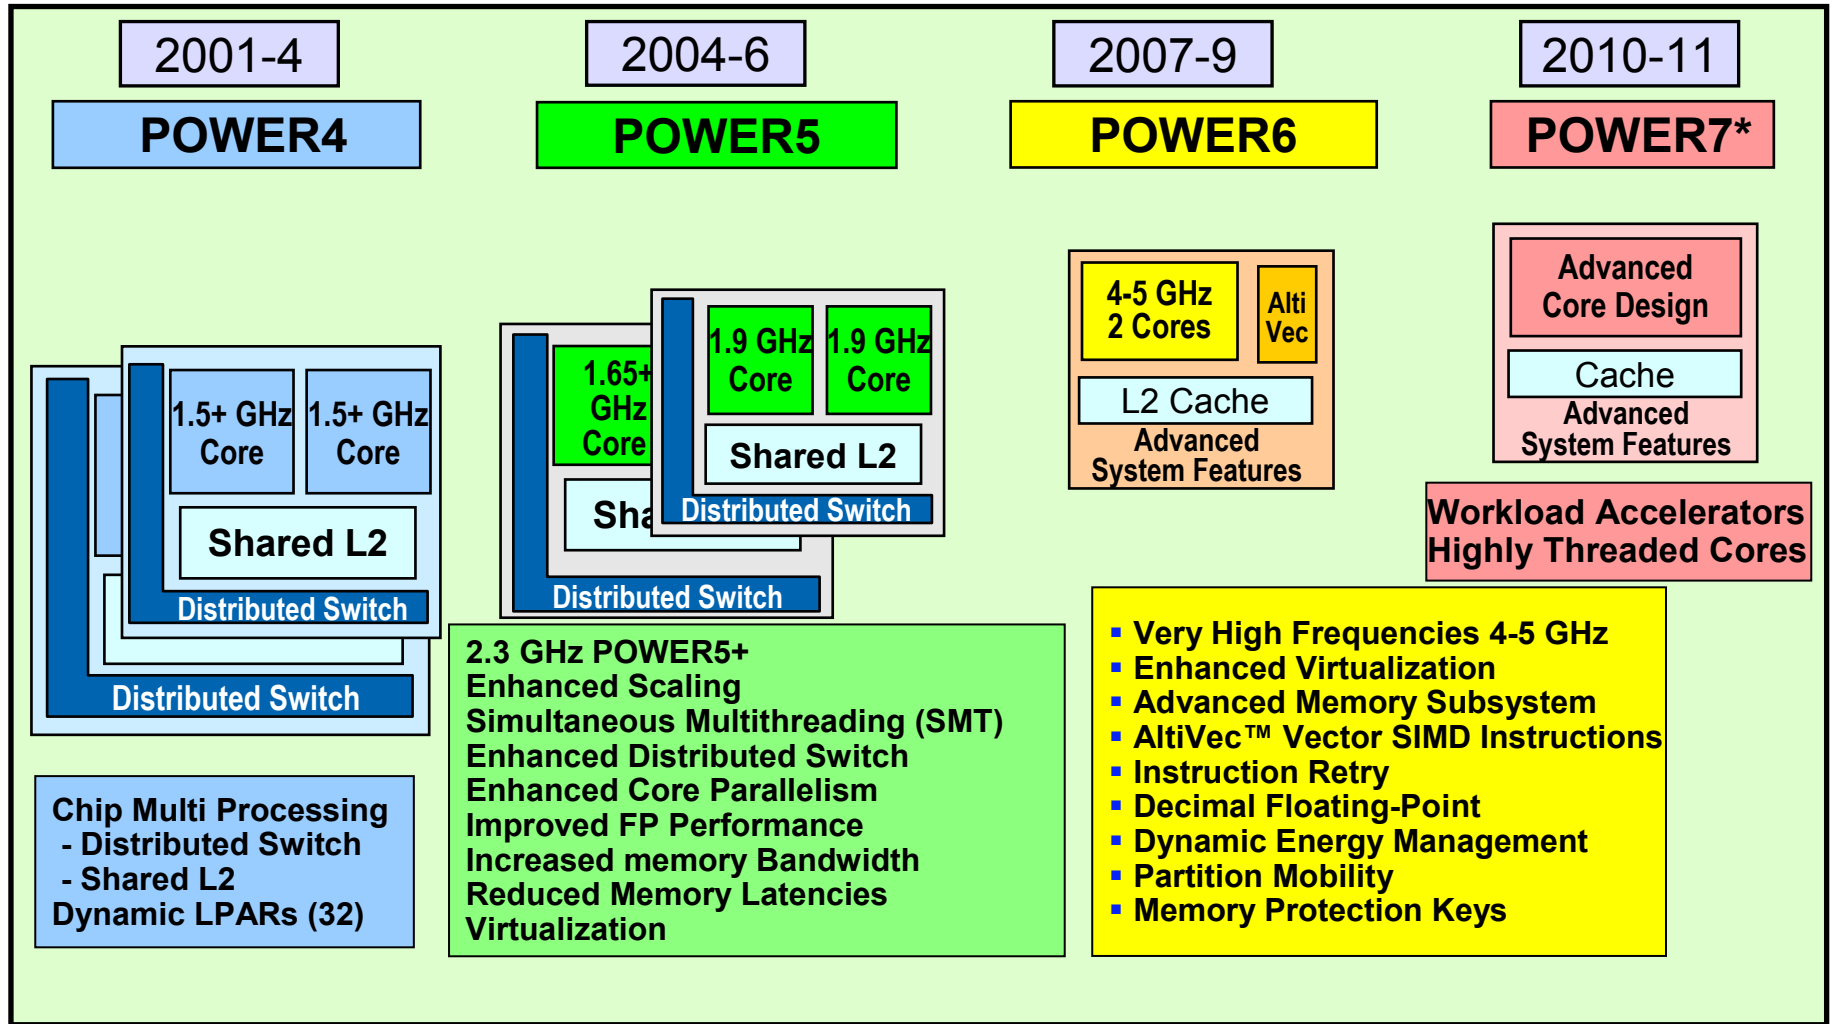 2001-4
POWER4
1.5+ GHz
Core
1.5+ GHz
Core
Shared L2
Distributed Switch
Distributed Switch
Chip Multi Processing
- Distributed Switch
- Shared L2
Dynamic LPARs (32)
2004-6
POWER5
1.65+
GHz
Core
Sha
Distributed Switch
1.9 GHz
Core
1.9 GHz
Core
Shared L2
Distributed Switch
2.3 GHz POWER5+
Enhanced Scaling
Simultaneous Multithreading (SMT)
Enhanced Distributed Switch
Enhanced Core Parallelism
Improved FP Performance
Increased memory Bandwidth
Reduced Memory Latencies
Virtualization
2007-9
POWER6
4-5 GHz
2 Cores
Alti
Vec
L2 Cache
Advanced
System Features
▪ Very High Frequencies 4-5 GHz
▪ Enhanced Virtualization
▪ Advanced Memory Subsystem
▪ AltiVec™ Vector SIMD Instructions
▪ Instruction Retry
▪ Decimal Floating-Point
▪ Dynamic Energy Management
▪ Partition Mobility
▪ Memory Protection Keys
2010-11
POWER7*
Advanced
Core Design
Cache
Advanced
System Features
Workload Accelerators
Highly Threaded Cores